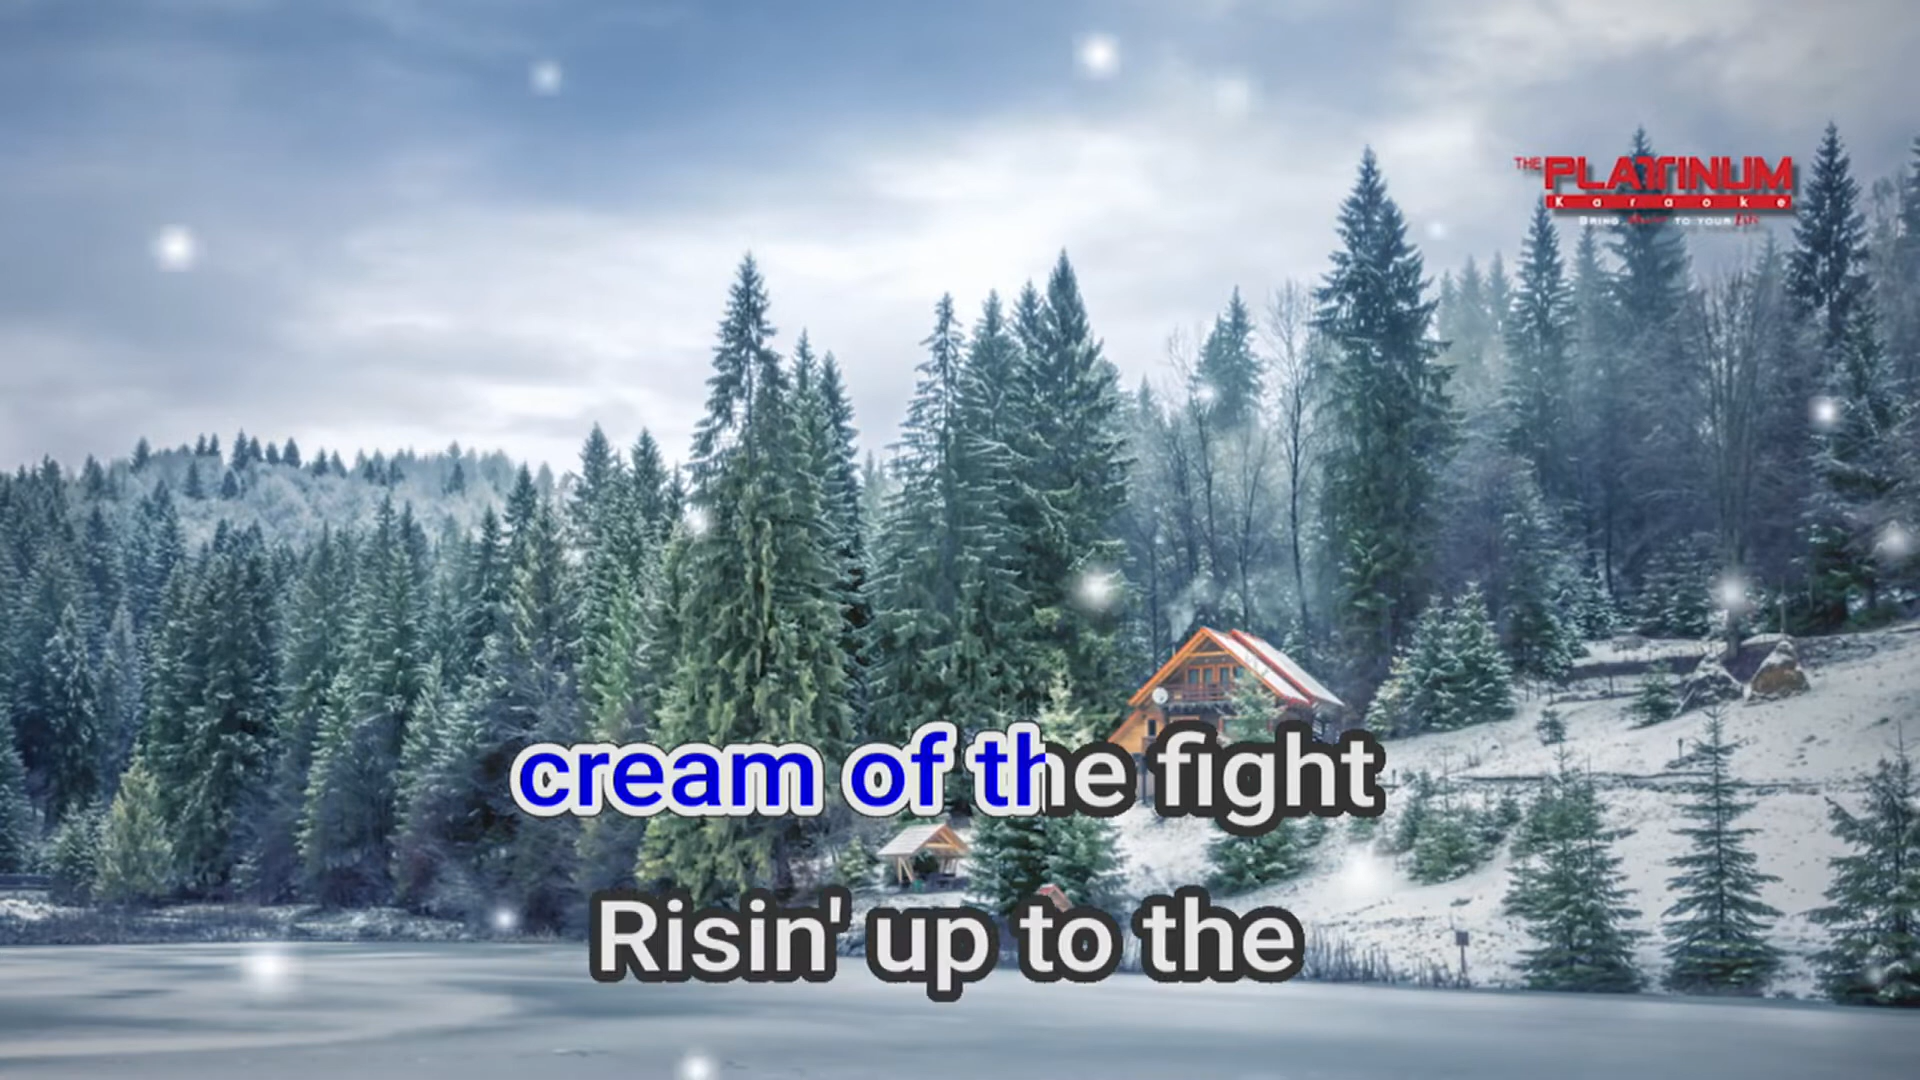 THE PLATINUM
Karaoke
BRING Music TO YOUR Life
cream of the fight
Risin' up to the